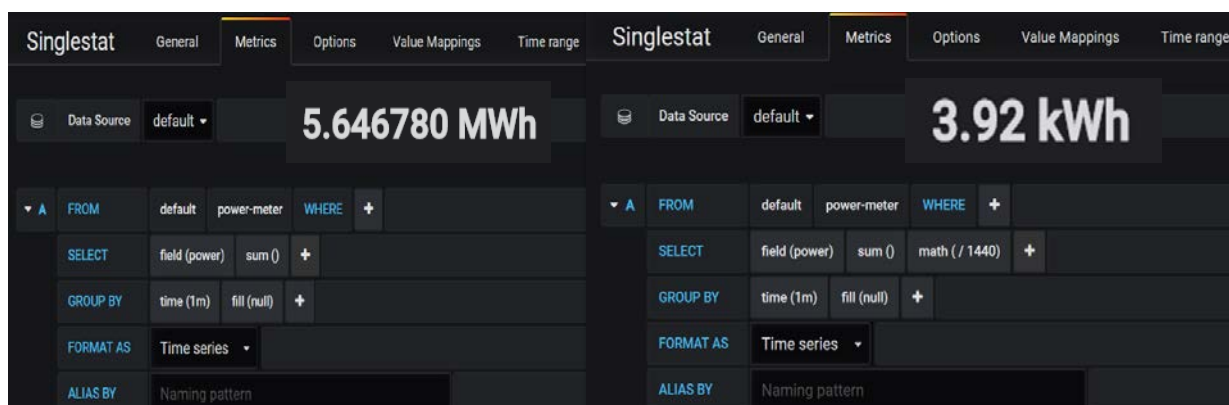 Singlestat General Metrics Options Value Mappings Time range
Data Source default
5.646780 MWh
A FROM default power-meter WHERE +
SELECT field (power) sum () +
GROUP BY time (1m) fill (null) +
FORMAT AS Time series
ALIAS BY Naming pattern
Singlestat General Metrics Options Value Mappings Time range
Data Source default
3.92 kWh
A FROM default power-meter WHERE +
SELECT field (power) sum () math ( / 1440) +
GROUP BY time (1m) fill (null) +
FORMAT AS Time series
ALIAS BY Naming pattern